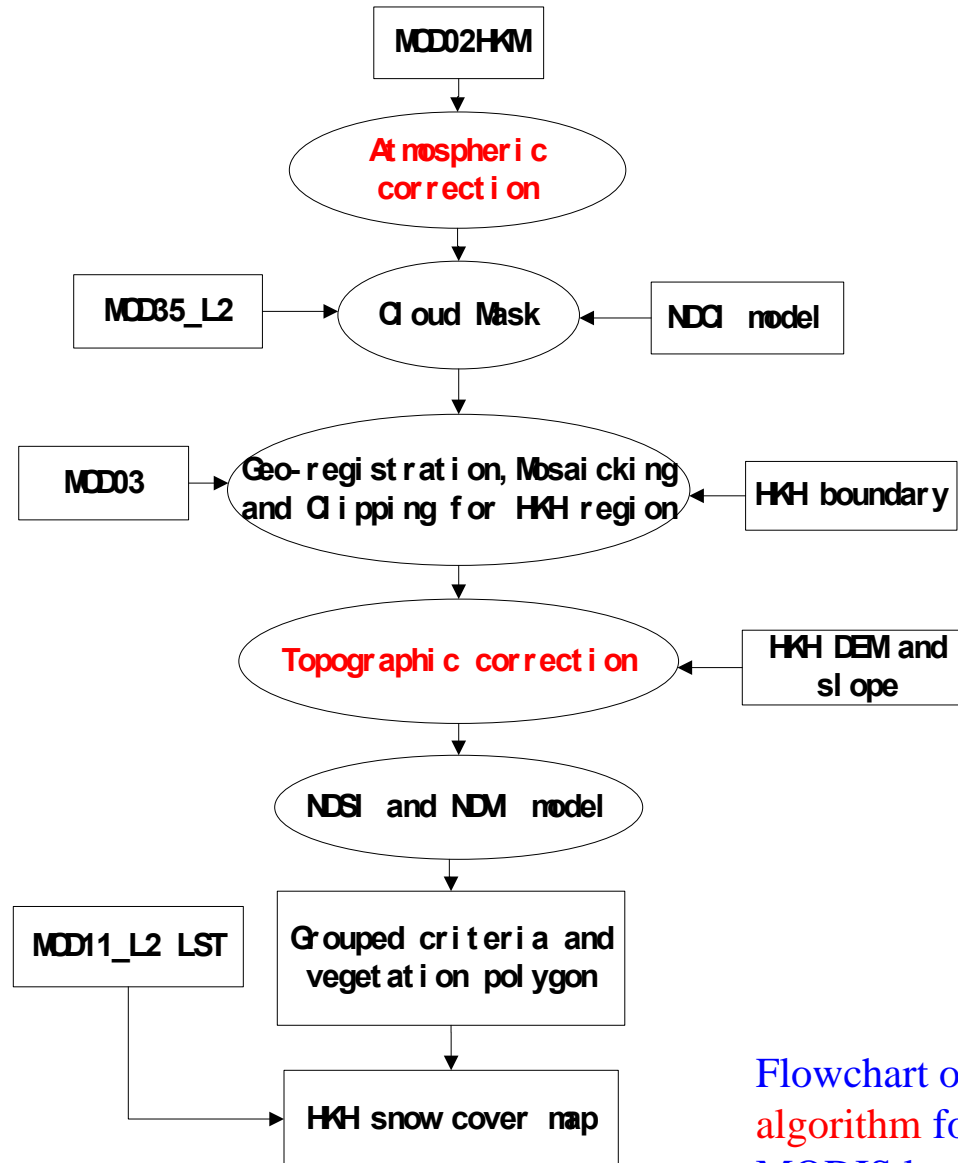 MOD02HKM
Atmospheric
correction
MOD35_L2
Cloud Mask
NDCI model
MOD03
Geo-registration, Mosaicking
and Clipping for HKH region
HKH boundary
Topographic correction
HKH DEM and
slope
NDSI and NDVI model
MOD11_L2 LST
Grouped criteria and
vegetation polygon
HKH snow cover map
Flowchart o
algorithm fo